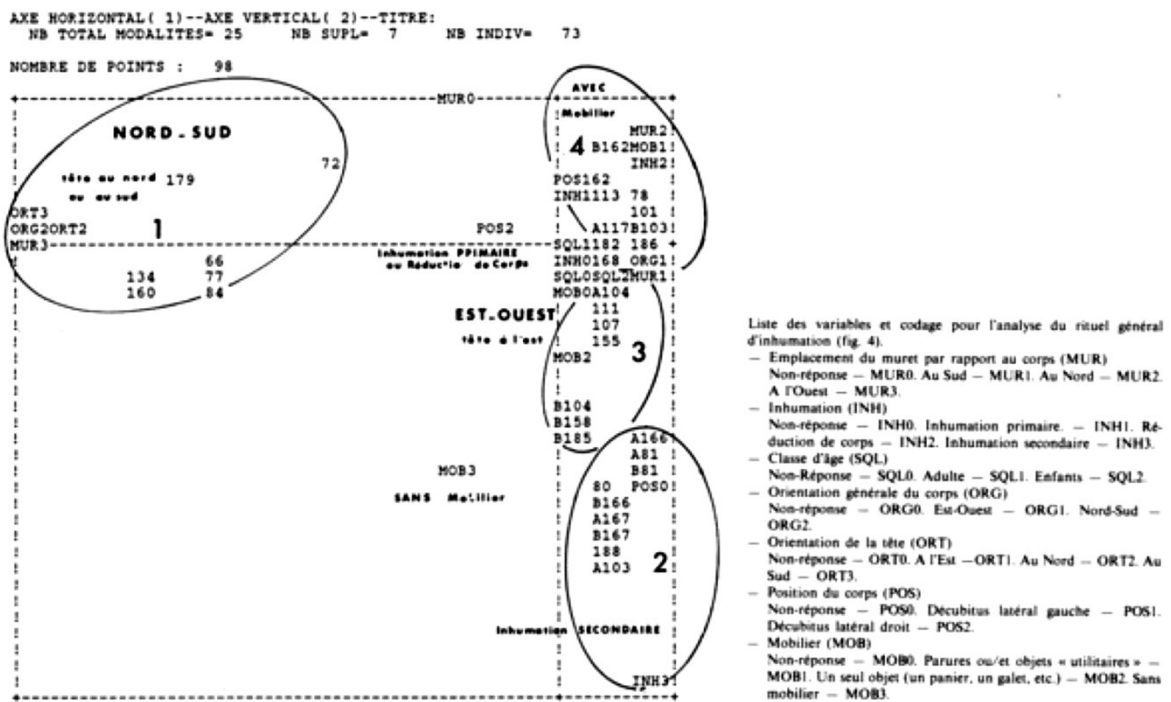 AXE HORIZONTAL( 1)--AXE VERTICAL( 2)--TITRE:
NB TOTAL MODALITES= 25 NB SUPL= 7 NB INDIV= 73
NOMBRE DE POINTS : 98
AVEC
MUR0
Mobilier
NORD-SUD
MUR2
4 B162MOB1
72 INH2
tête au nord 179
POS162
ou au sud
INH1113 78
ORT3 101
ORG2ORT2 1 POS2 A117B103
MUR3 SQL1182 186
Inhumation PPIMAIRE
66 INH0168 ORG1
ou Réductio de Corps
134 77 SQL0SQL2MUR1
160 84 MOB0A104
EST-OUEST 111
107
tête à l'est 155
MOB2 3
B104
B158
B185 A166
A81
MOB3 B81
80 POS0
SANS Mobilier
B166
A167
B167
188
A103 2
Inhumation SECONDAIRE
INH3
Liste des variables et codage pour l'analyse du rituel général
d'inhumation (fig. 4).
— Emplacement du muret par rapport au corps (MUR)
Non-réponse — MUR0. Au Sud — MUR1. Au Nord — MUR2.
A l'Ouest — MUR3.
— Inhumation (INH)
Non-réponse — INH0. Inhumation primaire. — INH1. Ré-
duction de corps — INH2. Inhumation secondaire — INH3.
— Classe d'âge (SQL)
Non-Réponse — SQL0. Adulte — SQL1. Enfants — SQL2.
— Orientation générale du corps (ORG)
Non-réponse — ORG0. Est-Ouest — ORG1. Nord-Sud —
ORG2.
— Orientation de la tête (ORT)
Non-réponse — ORT0. A l'Est —ORT1. Au Nord — ORT2. Au
Sud — ORT3.
— Position du corps (POS)
Non-réponse — POS0. Décubitus latéral gauche — POS1.
Décubitus latéral droit — POS2.
— Mobilier (MOB)
Non-réponse — MOB0. Parures ou/et objets « utilitaires » —
MOB1. Un seul objet (un panier, un galet, etc.) — MOB2. Sans
mobilier — MOB3.